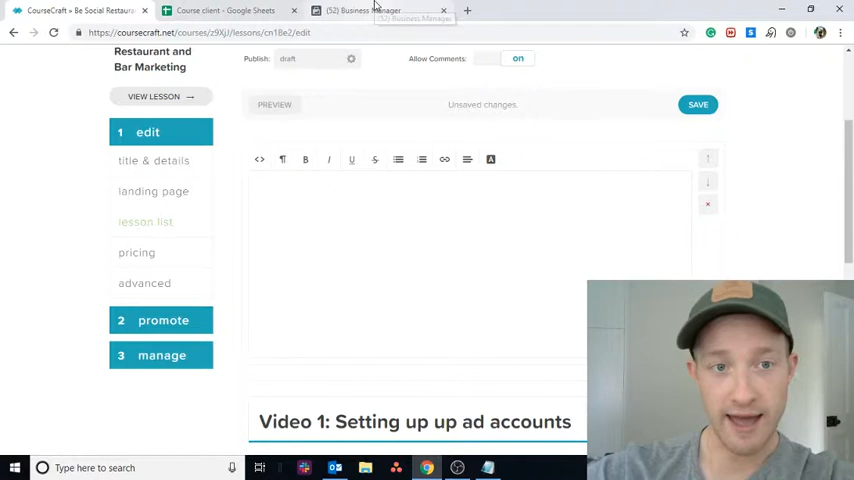 CourseCraft » Be Social Restaura
Course client - Google Sheets
(52) Business Manager
(52) Business Manager
https://coursecraft.net/courses/z9XjJ/lessons/cn1Be2/edit
Restaurant and
Bar Marketing
VIEW LESSON →
1 edit
title & details
landing page
lesson list
pricing
advanced
2 promote
3 manage
Publish: draft
Allow Comments: on
PREVIEW
Unsaved changes.
SAVE
Video 1: Setting up up ad accounts
Type here to search